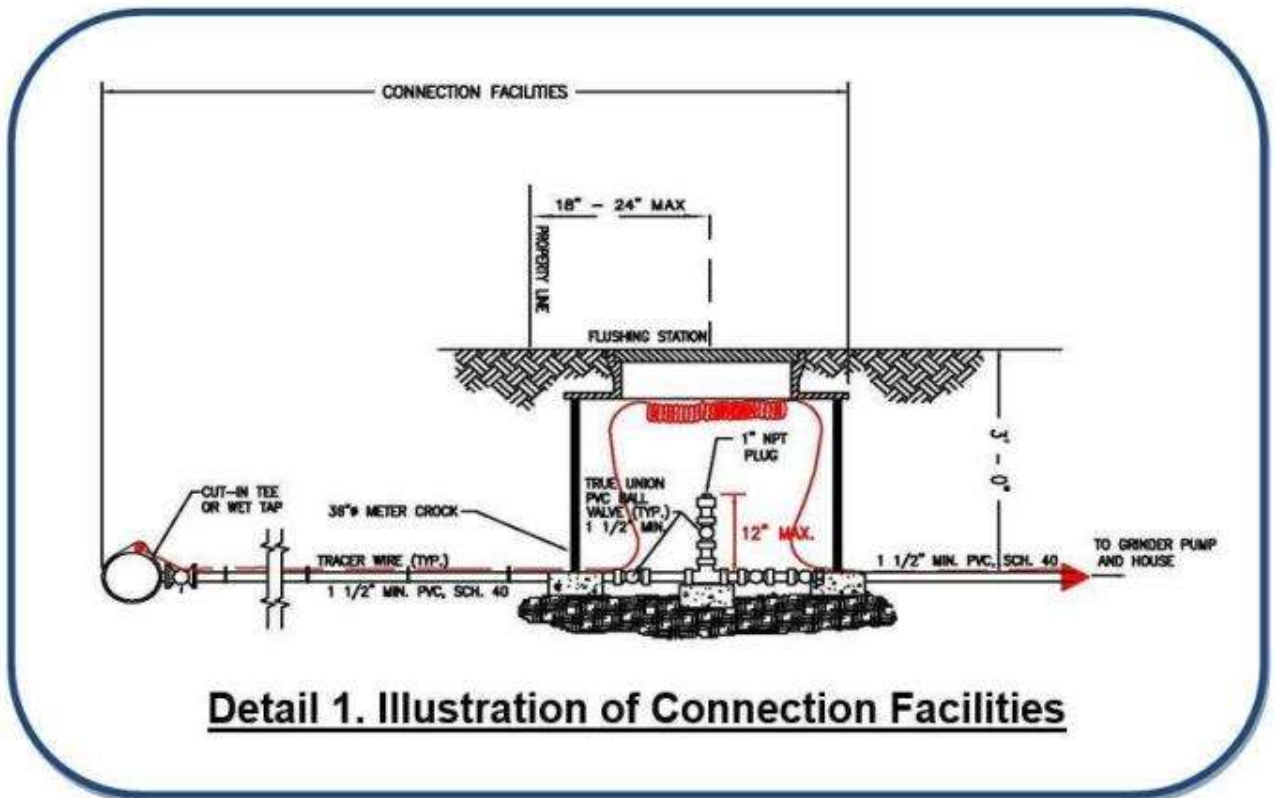 CONNECTION FACILITIES
18" - 24" MAX
PROPERTY LINE
FLUSHING STATION
1" NPT
PLUG
3' - 0"
CUT-IN TEE
OR WET TAP
38"ø METER CROCK
TRUE UNION
PVC BALL
VALVE (TYP.)
1 1/2" MIN.
12" MAX.
TRACER WIRE (TYP.)
1 1/2" MIN. PVC, SCH. 40
1 1/2" MIN. PVC, SCH. 40
TO GRINDER PUMP
AND HOUSE
Detail 1. Illustration of Connection Facilities